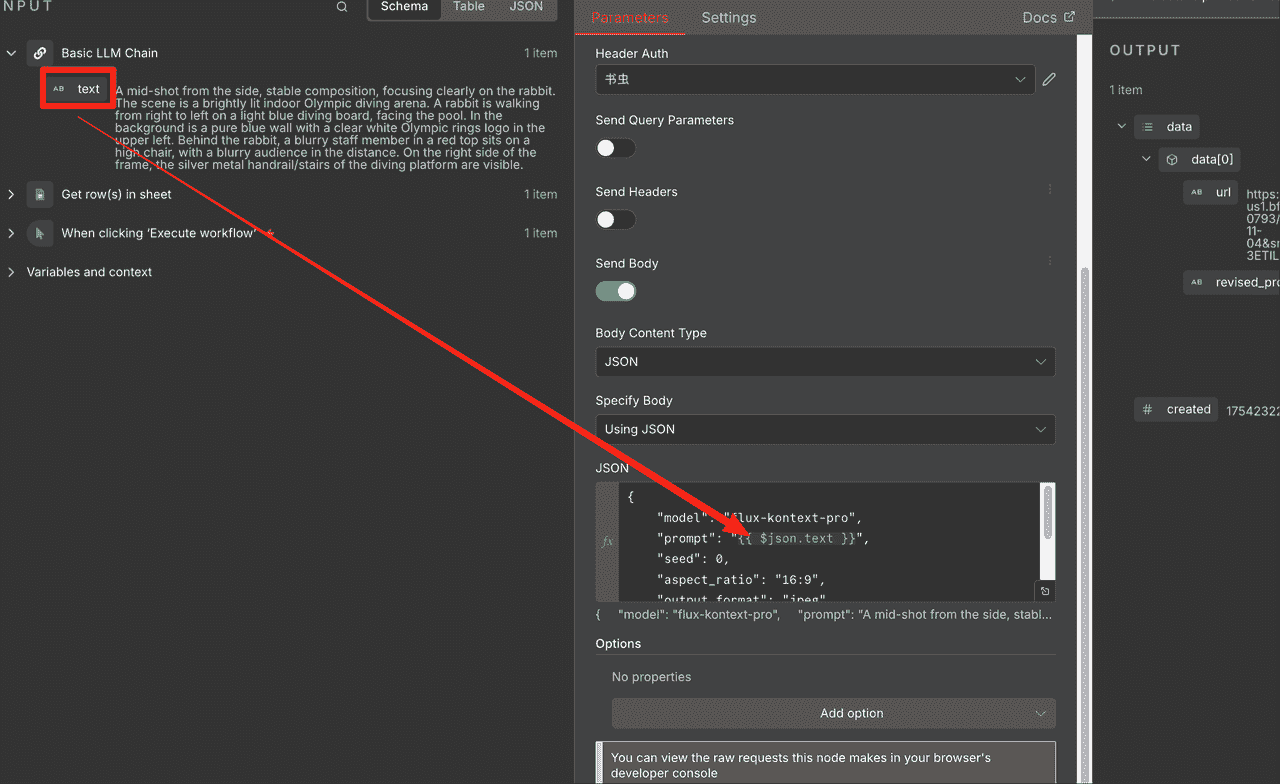 NPUT
Schema
Table
JSON
Basic LLM Chain
1 item
AB text
A mid-shot from the side, stable composition, focusing clearly on the rabbit.
The scene is a brightly lit indoor Olympic diving arena. A rabbit is walking
from right to left on a light blue diving board, facing the pool. In the
background is a pure blue wall with a clear white Olympic rings logo in the
upper left. Behind the rabbit, a blurry staff member in a red top sits on a
high chair, with a blurry audience in the distance. On the right side of the
frame, the silver metal handrail/stairs of the diving platform are visible.
Get row(s) in sheet
1 item
When clicking ‘Execute workflow’
1 item
Variables and context
Parameters
Settings
Docs
Header Auth
书虫
Send Query Parameters
Send Headers
Send Body
Body Content Type
JSON
Specify Body
Using JSON
JSON
fx
{
"model": "flux-kontext-pro",
"prompt": "{{ $json.text }}",
"seed": 0,
"aspect_ratio": "16:9",
"output_format": "jpeg"
{ "model": "flux-kontext-pro", "prompt": "A mid-shot from the side, stabl...
Options
No properties
Add option
You can view the raw requests this node makes in your browser's
developer console
OUTPUT
1 item
data
data[0]
AB url
https:
us1.bf
0793/
11-
04&s
3ETIL
AB revised_pro
# created
17542322